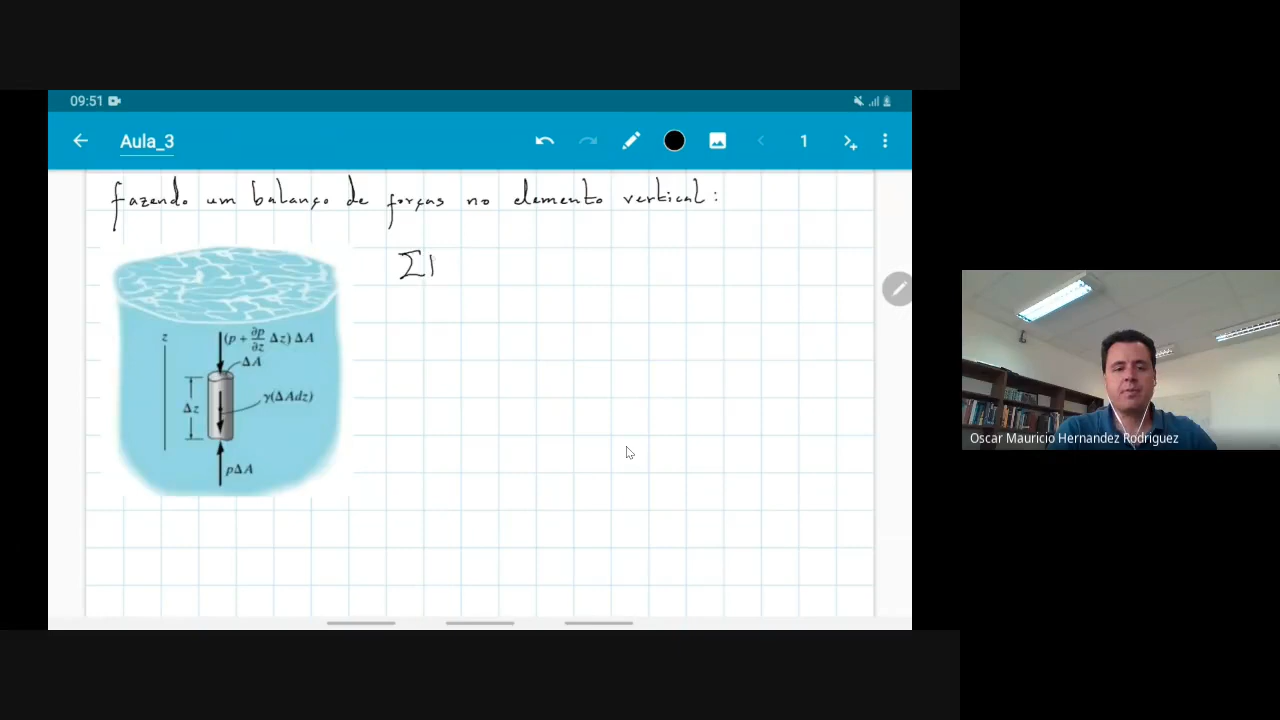 09:51
Aula_3
1
fazendo um balanço de forças no elemento vertical:
Σ
z
(p + ∂p/∂z Δz) ΔA
ΔA
Δz
γ(ΔAdz)
pΔA
Oscar Mauricio Hernandez Rodriguez